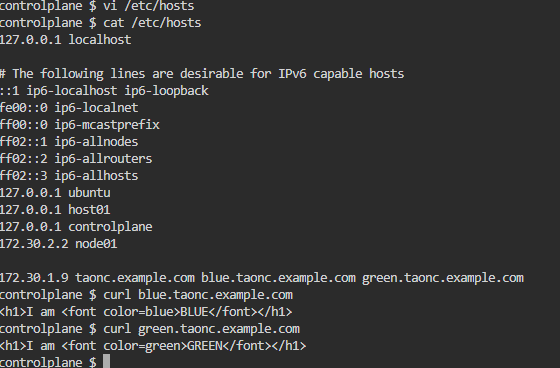 controlplane $ vi /etc/hosts
controlplane $ cat /etc/hosts
127.0.0.1 localhost
# The following lines are desirable for IPv6 capable hosts
::1 ip6-localhost ip6-loopback
fe00::0 ip6-localnet
ff00::0 ip6-mcastprefix
ff02::1 ip6-allnodes
ff02::2 ip6-allrouters
ff02::3 ip6-allhosts
127.0.0.1 ubuntu
127.0.0.1 host01
127.0.0.1 controlplane
172.30.2.2 node01
172.30.1.9 taonc.example.com blue.taonc.example.com green.taonc.example.com
controlplane $ curl blue.taonc.example.com
<h1>I am <font color=blue>BLUE</font></h1>
controlplane $ curl green.taonc.example.com
<h1>I am <font color=green>GREEN</font></h1>
controlplane $